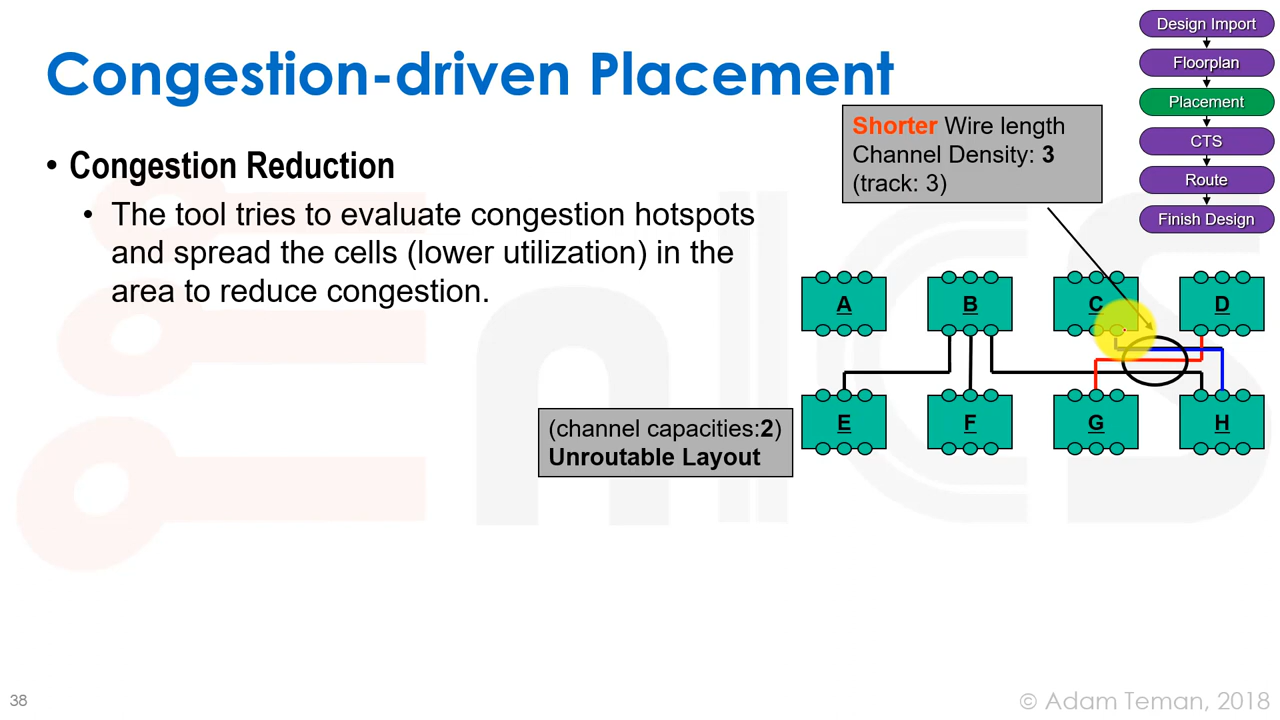 Congestion-driven Placement
Design Import
Floorplan
Placement
CTS
Route
Finish Design
• Congestion Reduction
• The tool tries to evaluate congestion hotspots
and spread the cells (lower utilization) in the
area to reduce congestion.
Shorter Wire length
Channel Density: 3
(track: 3)
A B C D
(channel capacities:2)
Unroutable Layout
E F G H
38
© Adam Teman, 2018